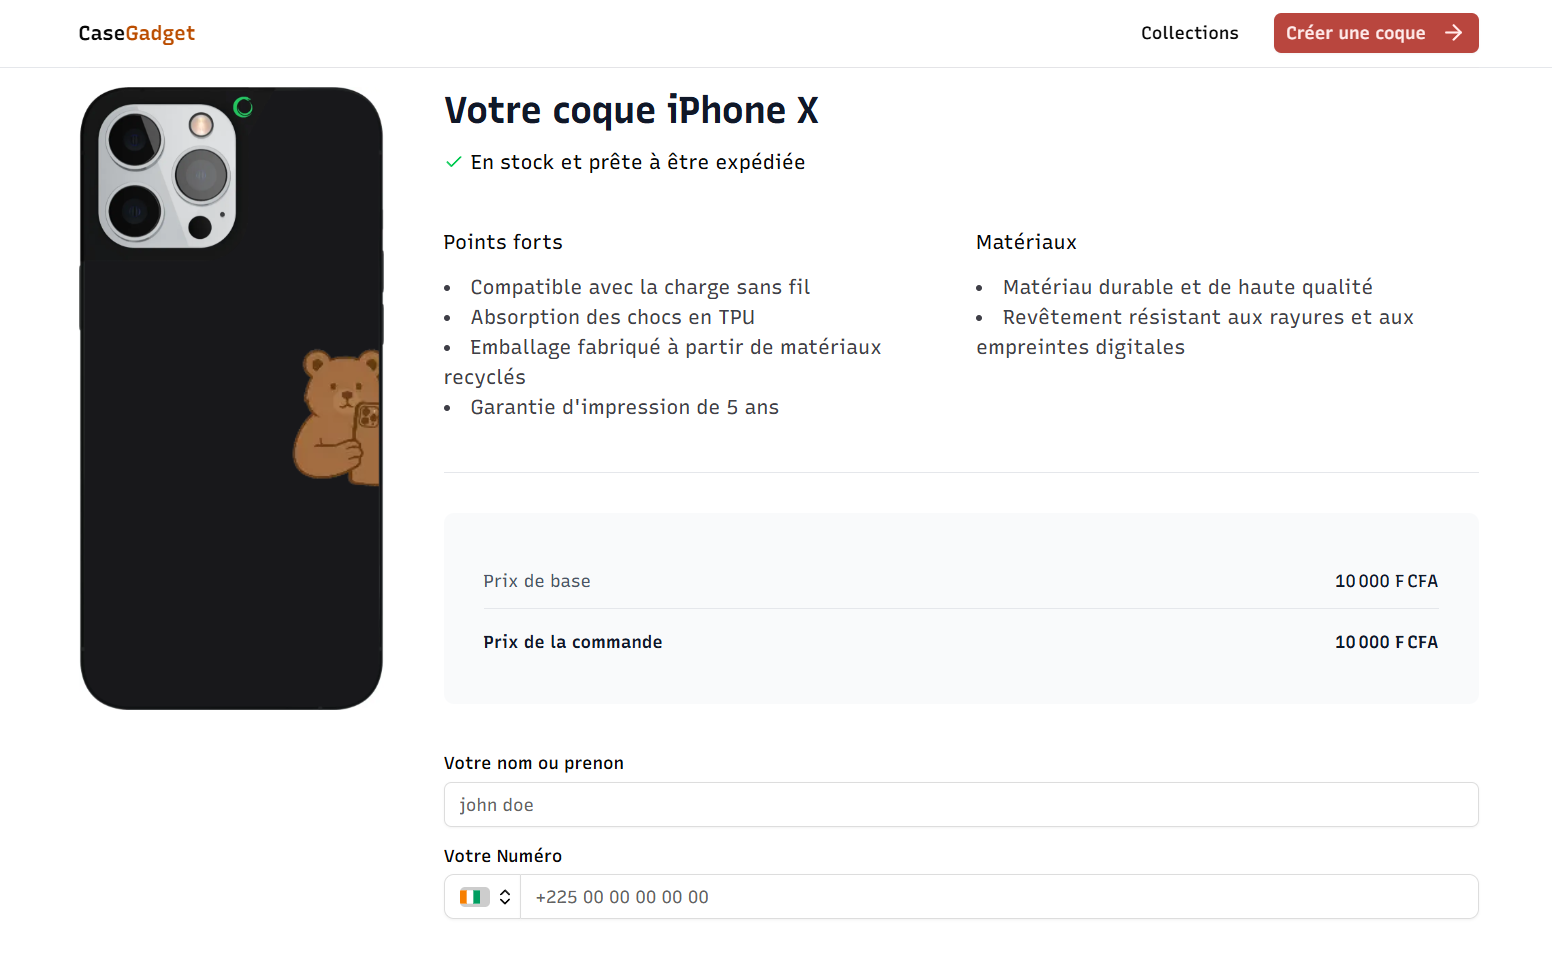 CaseGadget
Collections
Créer une coque
Votre coque iPhone X
En stock et prête à être expédiée
Points forts
• Compatible avec la charge sans fil
• Absorption des chocs en TPU
• Emballage fabriqué à partir de matériaux
recyclés
• Garantie d'impression de 5 ans
Matériaux
• Matériau durable et de haute qualité
• Revêtement résistant aux rayures et aux
empreintes digitales
Prix de base 10 000 F CFA
Prix de la commande 10 000 F CFA
Votre nom ou prenon
john doe
Votre Numéro
+225 00 00 00 00 00